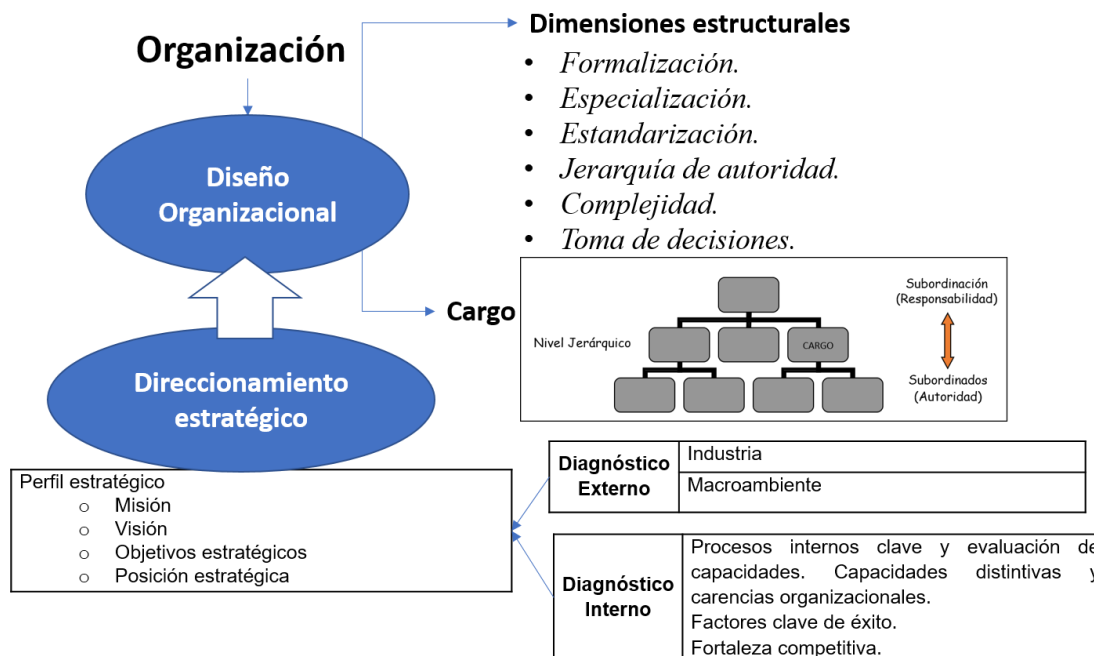 Organización
Diseño
Organizacional
Direccionamiento
estratégico
Dimensiones estructurales
• Formalización.
• Especialización.
• Estandarización.
• Jerarquía de autoridad.
• Complejidad.
• Toma de decisiones.
Cargo
Nivel Jerárquico
CARGO
Subordinación
(Responsabilidad)
Subordinados
(Autoridad)
Perfil estratégico
o Misión
o Visión
o Objetivos estratégicos
o Posición estratégica
Diagnóstico
Externo
Industria
Macroambiente
Diagnóstico
Interno
Procesos internos clave y evaluación de
capacidades. Capacidades distintivas y
carencias organizacionales.
Factores clave de éxito.
Fortaleza competitiva.